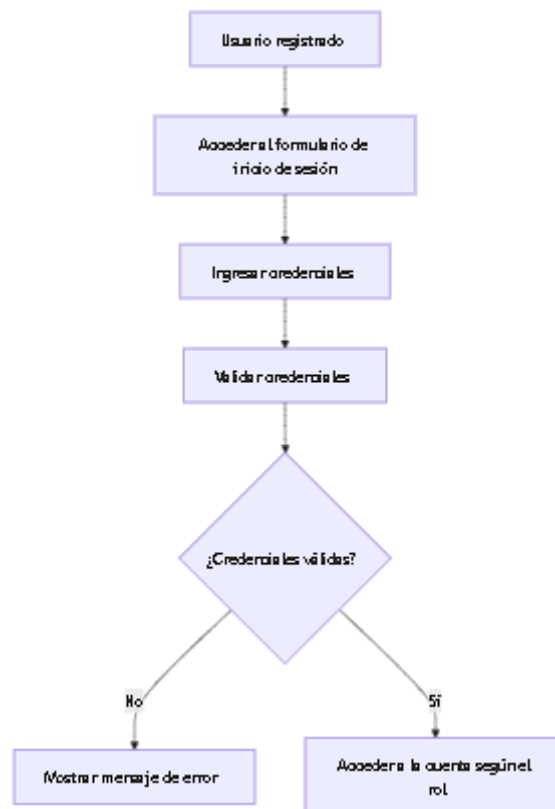 Usuario registrado
Acceder al formulario de
inicio de sesión
Ingresar credenciales
Validar credenciales
¿Credenciales válidas?
No
Sí
Mostrar mensaje de error
Acceder a la cuenta según el
rol